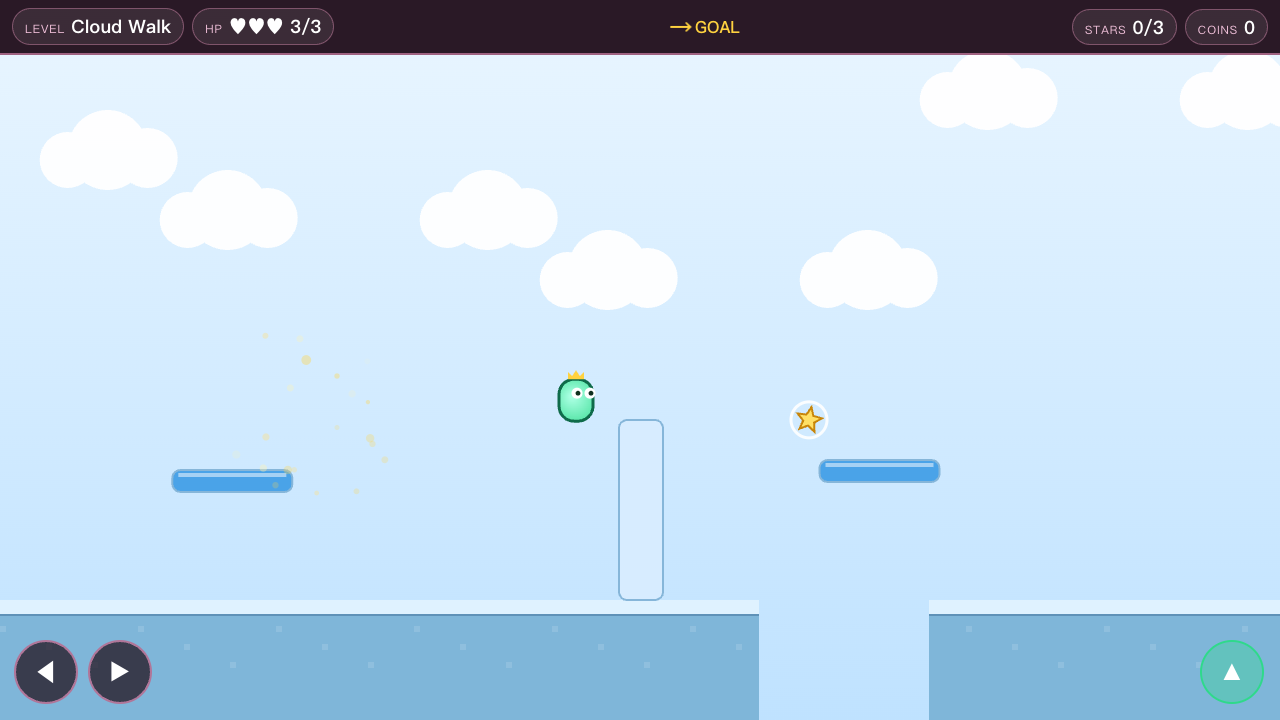 LEVEL Cloud Walk
HP ♥♥♥ 3/3
→ GOAL
STARS 0/3
COINS 0